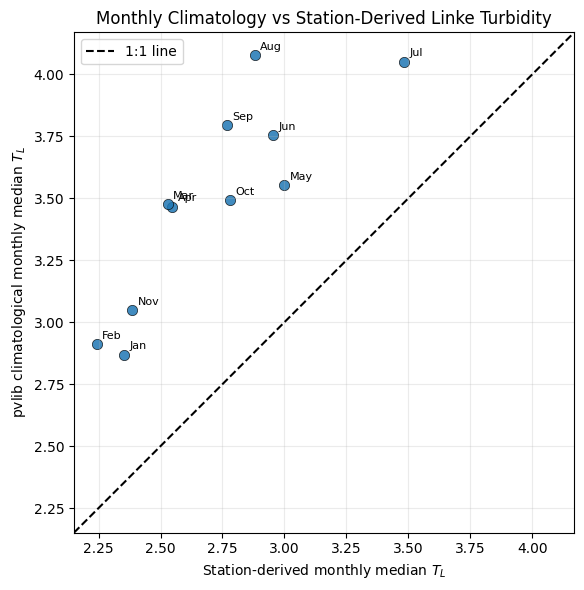 Monthly Climatology vs Station-Derived Linke Turbidity
1:1 line
Aug
Jul
Sep
Jun
May
Oct
Mar
Apr
Nov
Feb
Jan
pvlib climatological monthly median T_L
4.00
3.75
3.50
3.25
3.00
2.75
2.50
2.25
2.25 2.50 2.75 3.00 3.25 3.50 3.75 4.00
Station-derived monthly median T_L